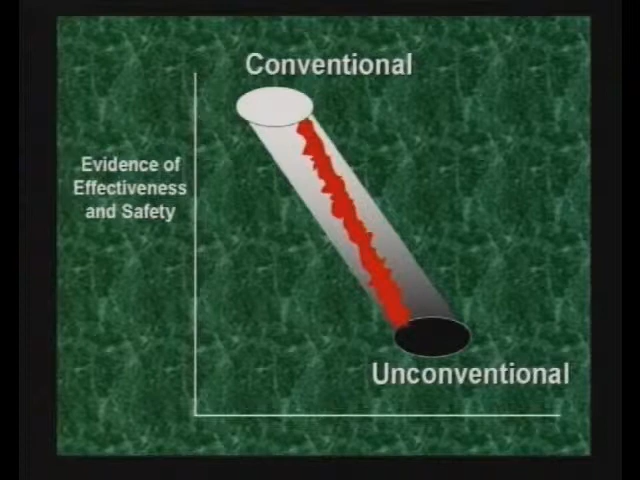 Conventional
Evidence of
Effectiveness
and Safety
Unconventional